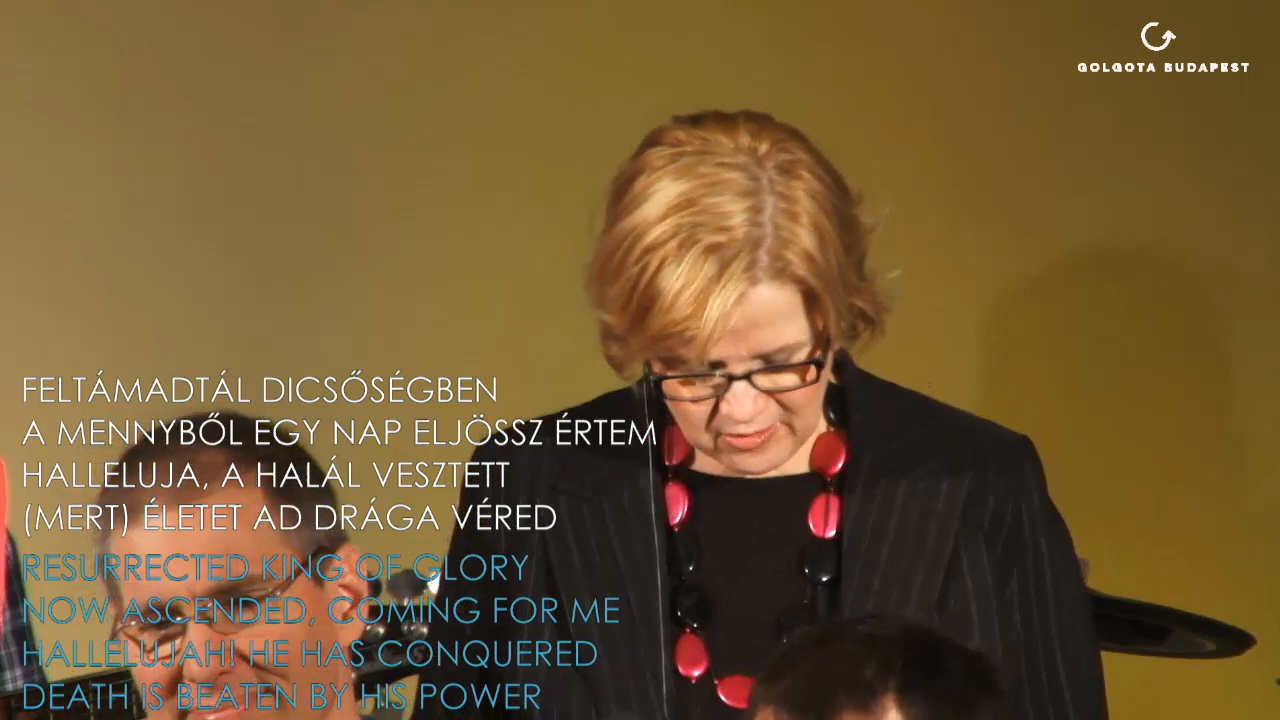 GOLGOTA BUDAPEST
FELTÁMADTÁL DICSŐSÉGBEN
A MENNYBŐL EGY NAP ELJÖSSZ ÉRTEM
HALLELUJA, A HALÁL VESZTETT
(MERT) ÉLETET AD DRÁGA VÉRED
RESURRECTED KING OF GLORY
NOW ASCENDED, COMING FOR ME
HALLELUJAH! HE HAS CONQUERED
DEATH IS BEATEN BY HIS POWER